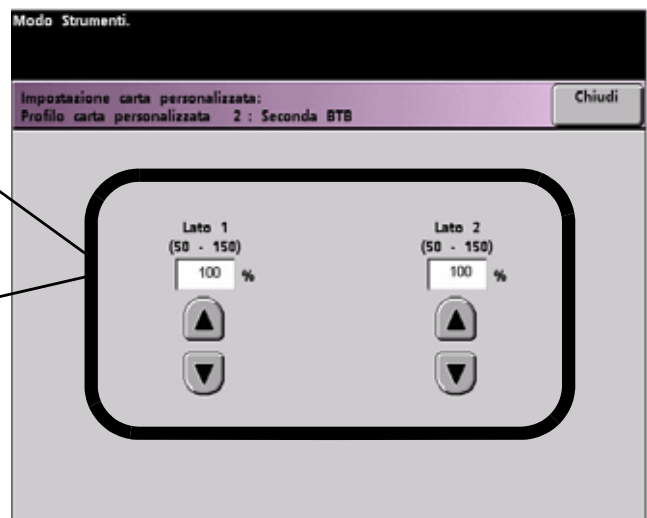 Modo Strumenti.
Impostazione carta personalizzata:
Profilo carta personalizzata 2 : Seconda BTB
Chiudi
Lato 1
(50 - 150)
100 %
Lato 2
(50 - 150)
100 %